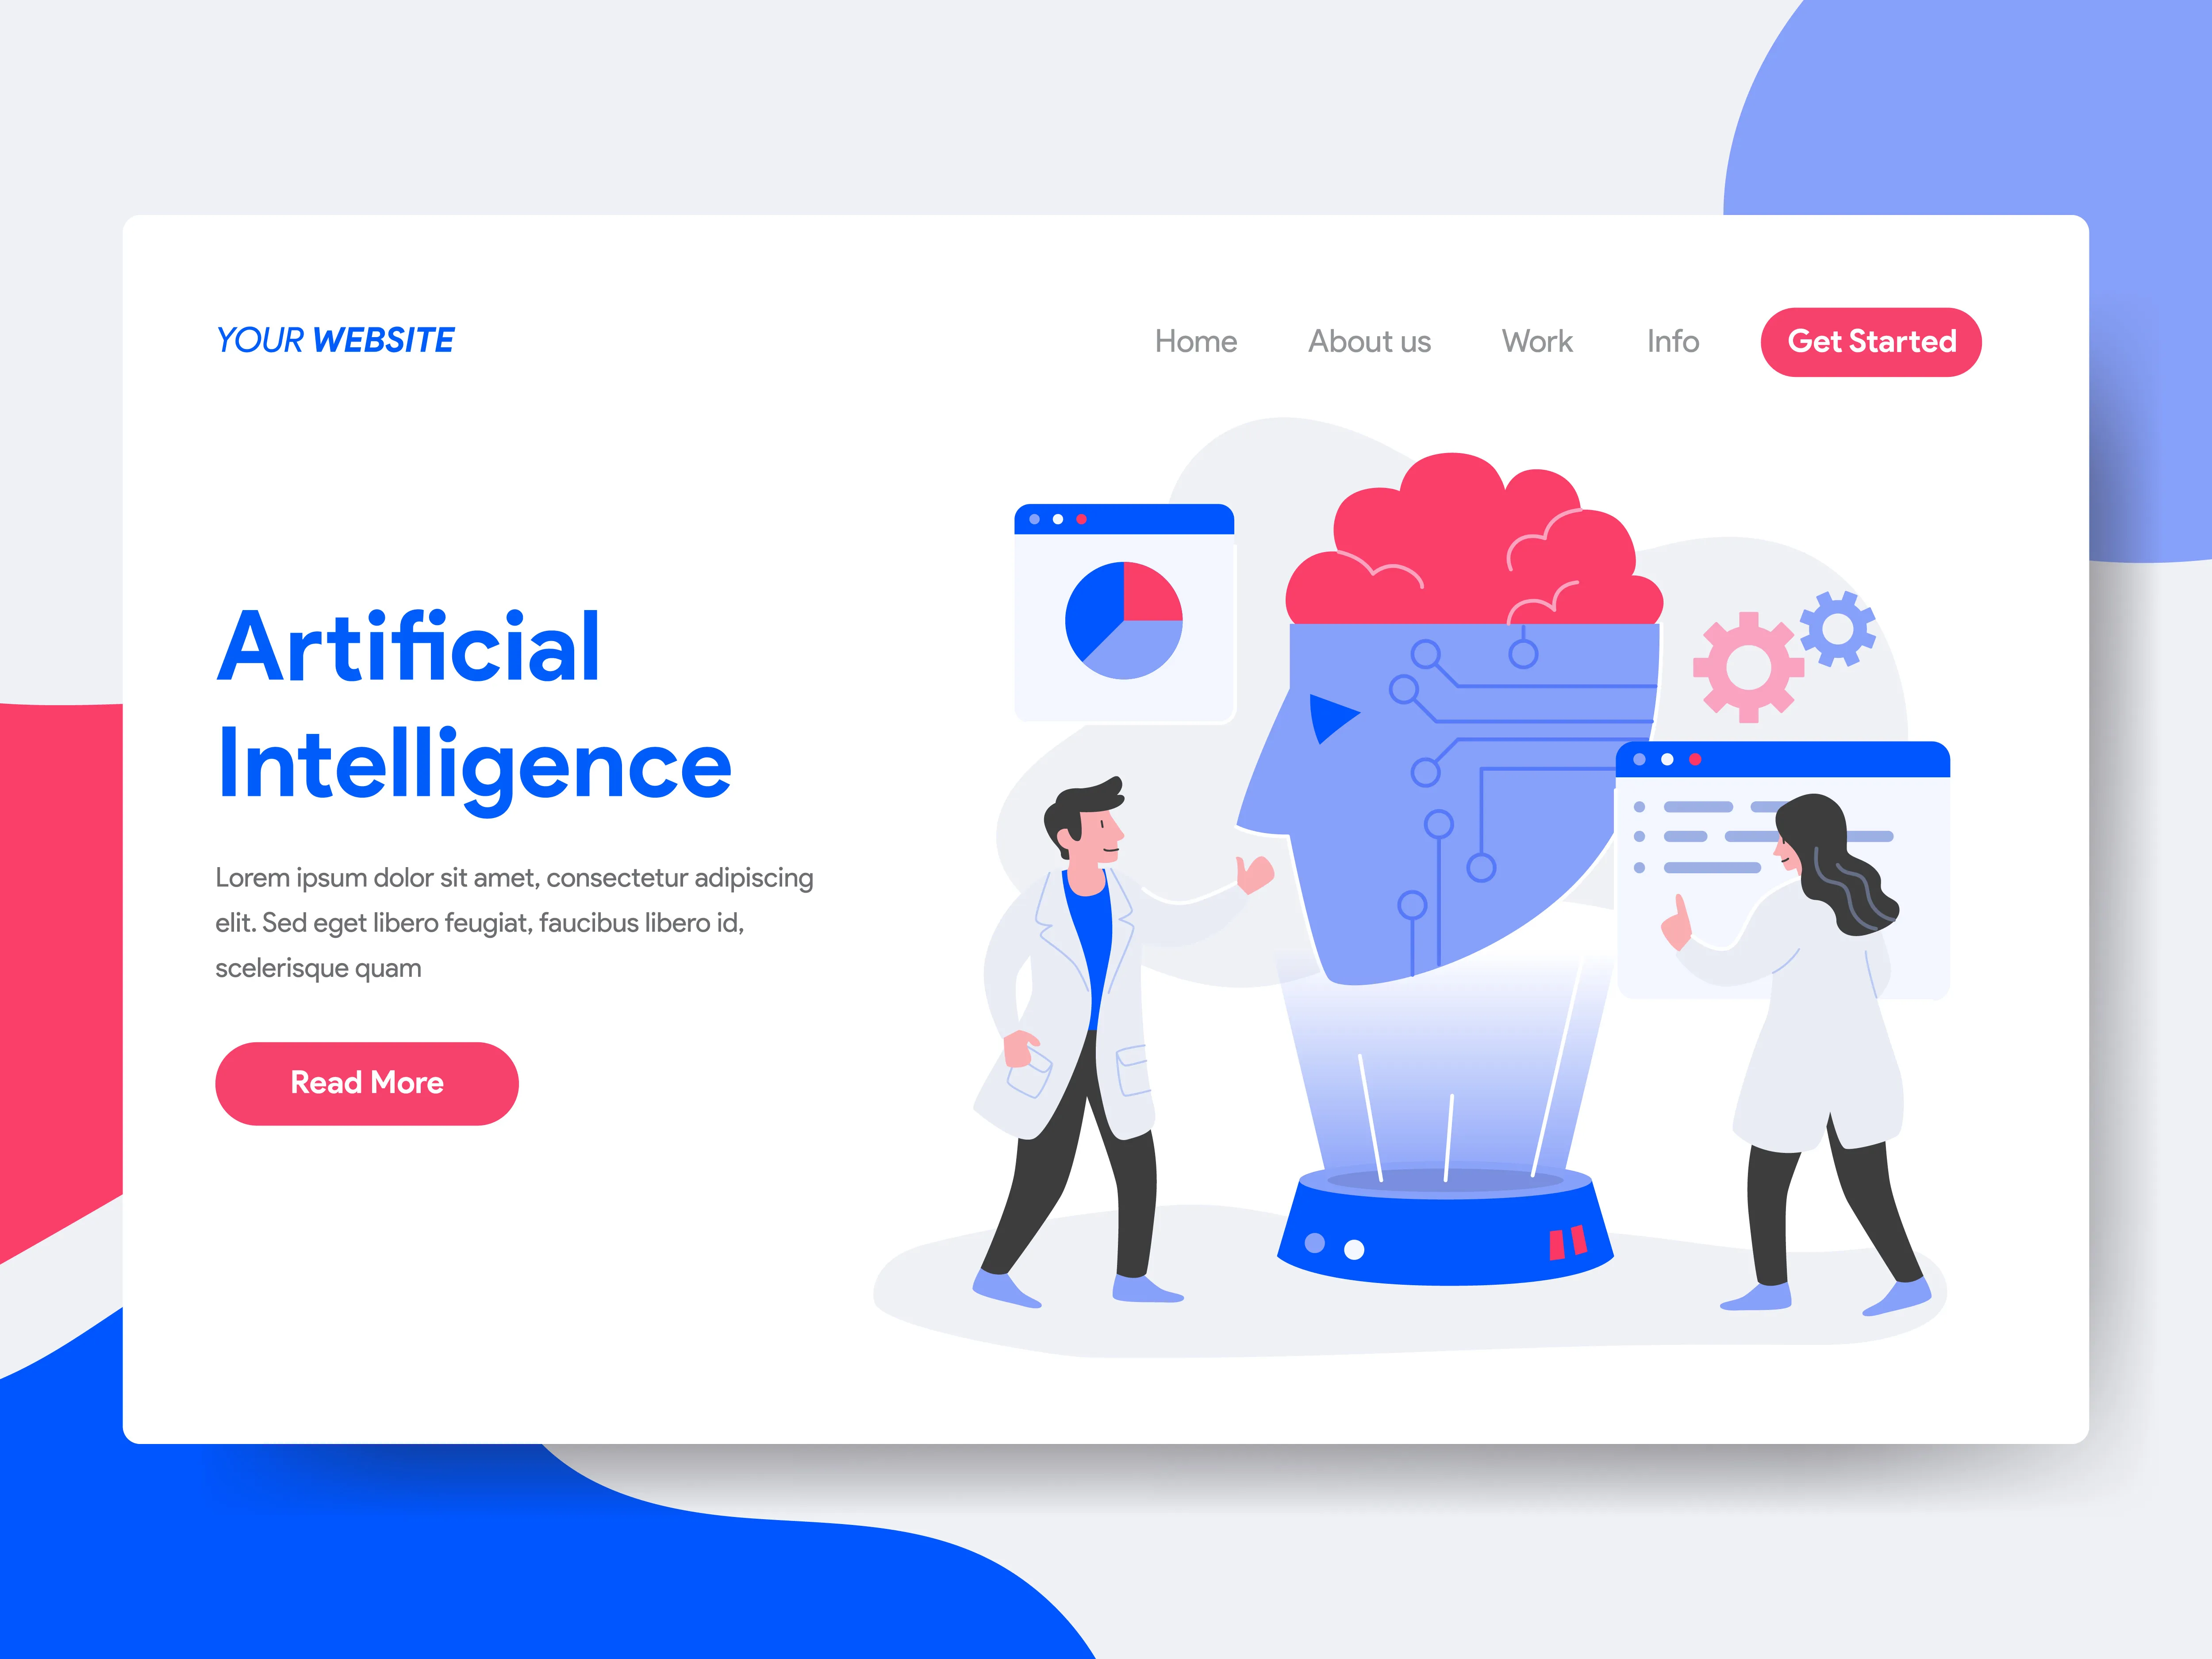 YOUR WEBSITE
Home About us Work Info Get Started
Artificial
Intelligence
Lorem ipsum dolor sit amet, consectetur adipiscing
elit. Sed eget libero feugiat, faucibus libero id,
scelerisque quam
Read More